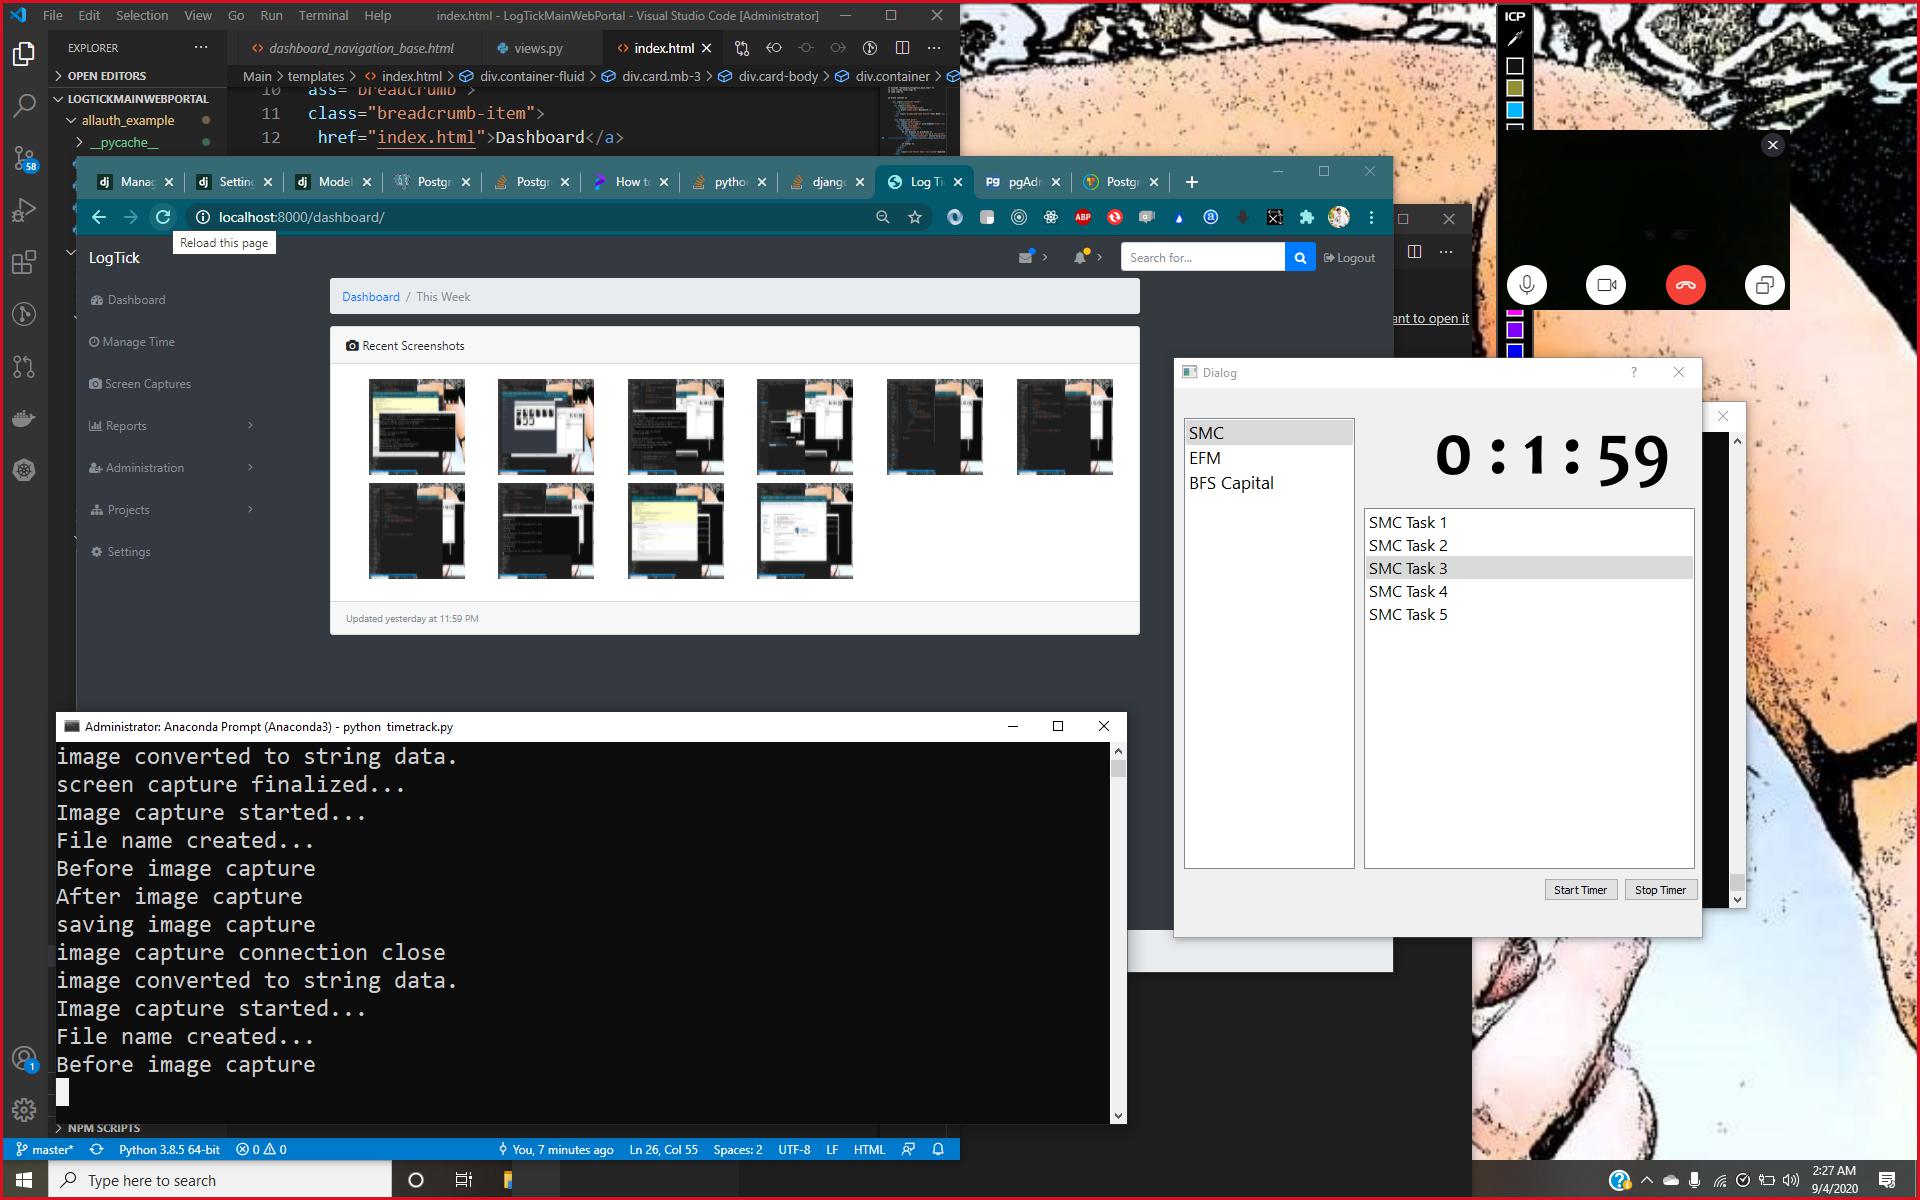 File Edit Selection View Go Run Terminal Help index.html - LogTickMainWebPortal - Visual Studio Code [Administrator]
EXPLORER ... dashboard_navigation_base.html views.py index.html
OPEN EDITORS
Main > templates > index.html > div.container-fluid > div.card.mb-3 > div.card-body > div.container >
LOGTICKMAINWEBPORTAL
10 ass="breadcrumb">
allauth_example
11 class="breadcrumb-item">
__pycache__
12 href="index.html">Dashboard</a>
58
ICP
Manag Setting Model Postgr Postgr How to python django Log Ti pgAdm Postgr
localhost:8000/dashboard/
ABP
Reload this page
LogTick
Search for...
Logout
Dashboard
Manage Time
Screen Captures
Reports
Administration
Projects
Settings
Dashboard / This Week
Recent Screenshots
Updated yesterday at 11:59 PM
ant to open it
Dialog ?
SMC
EFM
BFS Capital
0:1:59
SMC Task 1
SMC Task 2
SMC Task 3
SMC Task 4
SMC Task 5
Start Timer Stop Timer
Administrator: Anaconda Prompt (Anaconda3) - python timetrack.py
image converted to string data.
screen capture finalized...
Image capture started...
File name created...
Before image capture
After image capture
saving image capture
image capture connection close
image converted to string data.
Image capture started...
File name created...
Before image capture
1
NPM SCRIPTS
master* Python 3.8.5 64-bit 0 0 You, 7 minutes ago Ln 26, Col 55 Spaces: 2 UTF-8 LF HTML
Type here to search
2:27 AM
9/4/2020